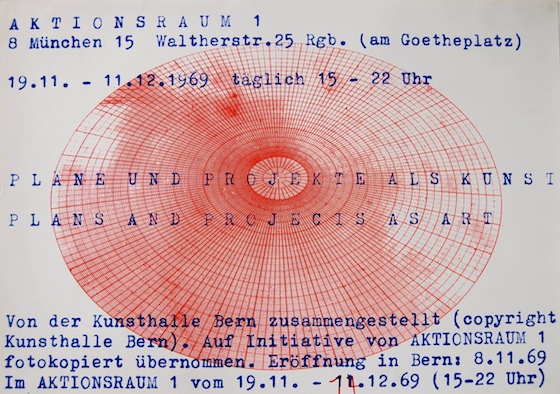 AKTIONSRAUM 1
8 München 15 Waltherstr.25 Rgb. (am Goetheplatz)
19.11. - 11.12.1969 täglich 15 - 22 Uhr
PLÄNE UND PROJEKTE ALS KUNST
PLANS AND PROJECTS AS ART
Von der Kunsthalle Bern zusammengestellt (copyright
Kunsthalle Bern). Auf Initiative von AKTIONSRAUM 1
fotokopiert übernommen. Eröffnung in Bern: 8.11.69
Im AKTIONSRAUM 1 vom 19.11. - 11.12.69 (15-22 Uhr)